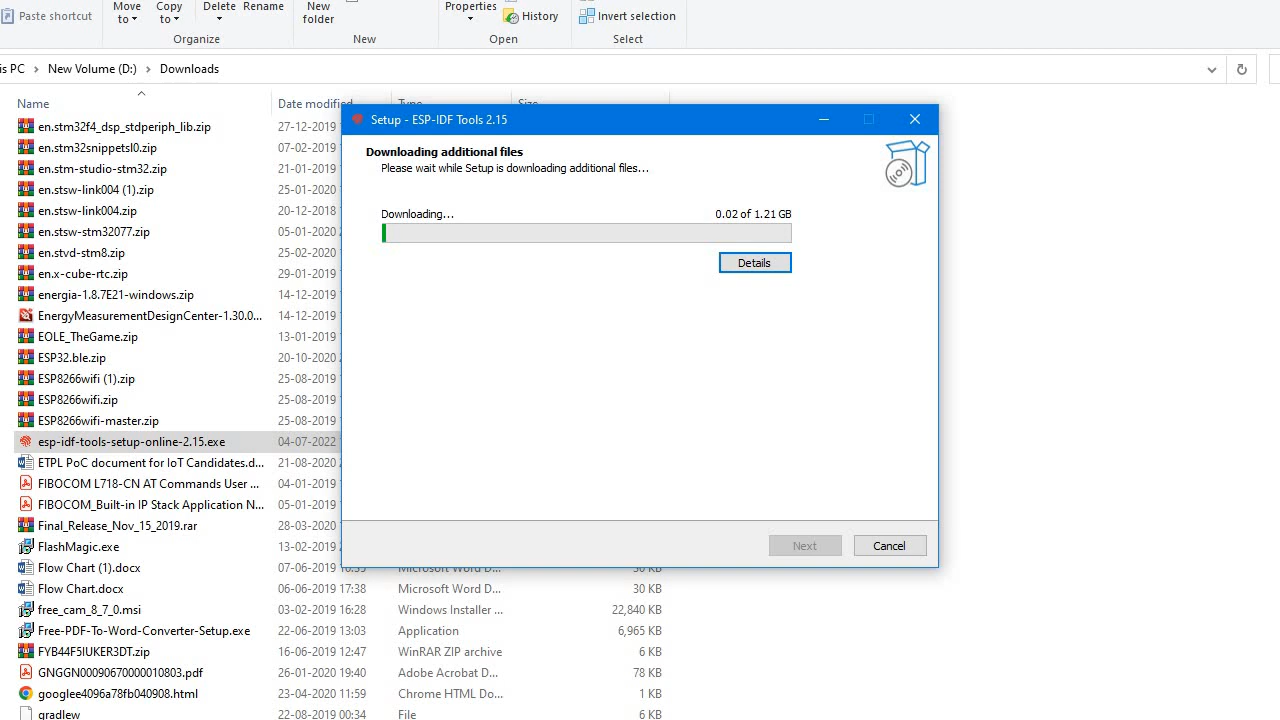 Paste shortcut
Move to
Copy to
Delete
Rename
New folder
Properties
History
Invert selection
Organize
New
Open
Select
is PC > New Volume (D:) > Downloads
Name
Date modified
Type
Size
en.stm32f4_dsp_stdperiph_lib.zip 27-12-2019
en.stm32snippetsl0.zip 07-02-2019
en.stm-studio-stm32.zip 21-01-2019
en.stsw-link004 (1).zip 25-01-2020
en.stsw-link004.zip 20-12-2018
en.stsw-stm32077.zip 05-01-2020
en.stvd-stm8.zip 25-02-2020
en.x-cube-rtc.zip 29-01-2019
energia-1.8.7E21-windows.zip 14-12-2019
EnergyMeasurementDesignCenter-1.30.0... 14-12-2019
EOLE_TheGame.zip 13-01-2019
ESP32.ble.zip 20-10-2020
ESP8266wifi (1).zip 25-08-2019
ESP8266wifi.zip 25-08-2019
ESP8266wifi-master.zip 25-08-2019
esp-idf-tools-setup-online-2.15.exe 04-07-2022
ETPL PoC document for IoT Candidates.d... 21-08-2020
FIBOCOM L718-CN AT Commands User ... 04-01-2019
FIBOCOM_Built-in IP Stack Application N... 05-01-2019
Final_Release_Nov_15_2019.rar 28-03-2020
FlashMagic.exe 13-02-2019
Flow Chart (1).docx 07-06-2019 10:35 Microsoft Word D... 30 KB
Flow Chart.docx 06-06-2019 17:38 Microsoft Word D... 30 KB
free_cam_8_7_0.msi 03-02-2019 16:28 Windows Installer ... 22,840 KB
Free-PDF-To-Word-Converter-Setup.exe 22-06-2019 13:03 Application 6,965 KB
FYB44F5IUKER3DT.zip 16-06-2019 12:47 WinRAR ZIP archive 6 KB
GNGGN00090670000010803.pdf 26-01-2020 19:40 Adobe Acrobat D... 78 KB
googlee4096a78fb040908.html 23-04-2020 11:59 Chrome HTML Do... 1 KB
gradlew 22-08-2019 00:34 File 6 KB
Setup - ESP-IDF Tools 2.15
Downloading additional files
Please wait while Setup is downloading additional files...
Downloading... 0.02 of 1.21 GB
Details
Next
Cancel